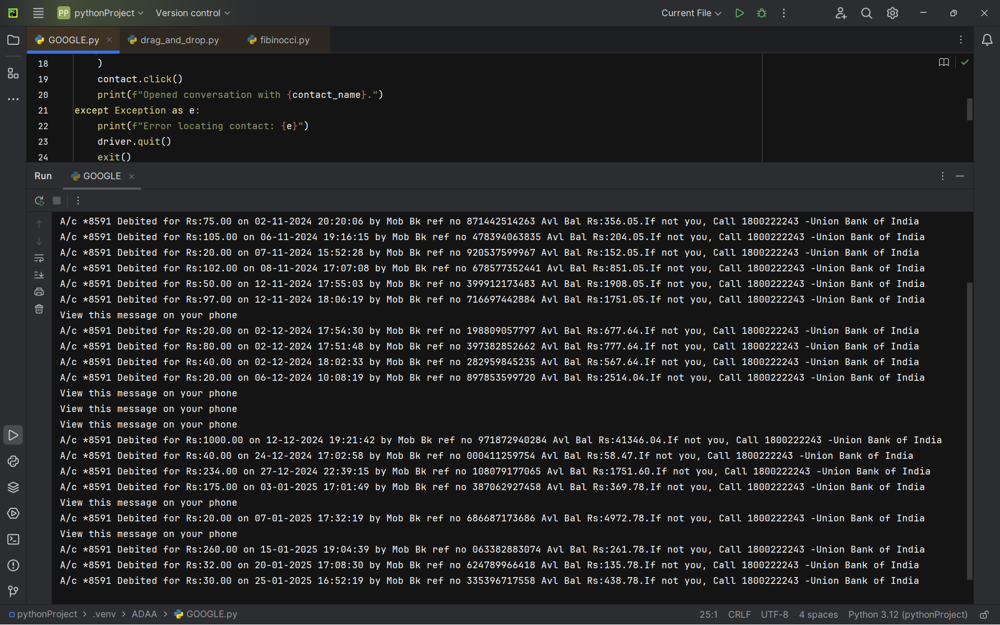 PP pythonProject Version control Current File
GOOGLE.py drag_and_drop.py fibinocci.py
18 )
19 contact.click()
20 print(f"Opened conversation with {contact_name}.")
21 except Exception as e:
22 print(f"Error locating contact: {e}")
23 driver.quit()
24 exit()
Run GOOGLE
A/c *8591 Debited for Rs:75.00 on 02-11-2024 20:20:06 by Mob Bk ref no 871442514263 Avl Bal Rs:356.05.If not you, Call 1800222243 -Union Bank of India
A/c *8591 Debited for Rs:105.00 on 06-11-2024 19:16:15 by Mob Bk ref no 478394063835 Avl Bal Rs:204.05.If not you, Call 1800222243 -Union Bank of India
A/c *8591 Debited for Rs:20.00 on 07-11-2024 15:52:28 by Mob Bk ref no 920537599967 Avl Bal Rs:152.05.If not you, Call 1800222243 -Union Bank of India
A/c *8591 Debited for Rs:102.00 on 08-11-2024 17:07:08 by Mob Bk ref no 678577352441 Avl Bal Rs:851.05.If not you, Call 1800222243 -Union Bank of India
A/c *8591 Debited for Rs:50.00 on 12-11-2024 17:55:03 by Mob Bk ref no 399912173483 Avl Bal Rs:1908.05.If not you, Call 1800222243 -Union Bank of India
A/c *8591 Debited for Rs:97.00 on 12-11-2024 18:06:19 by Mob Bk ref no 716697442884 Avl Bal Rs:1751.05.If not you, Call 1800222243 -Union Bank of India
View this message on your phone
A/c *8591 Debited for Rs:20.00 on 02-12-2024 17:54:30 by Mob Bk ref no 198809057797 Avl Bal Rs:677.64.If not you, Call 1800222243 -Union Bank of India
A/c *8591 Debited for Rs:80.00 on 02-12-2024 17:51:48 by Mob Bk ref no 397382852662 Avl Bal Rs:777.64.If not you, Call 1800222243 -Union Bank of India
A/c *8591 Debited for Rs:40.00 on 02-12-2024 18:02:33 by Mob Bk ref no 282959845235 Avl Bal Rs:567.64.If not you, Call 1800222243 -Union Bank of India
A/c *8591 Debited for Rs:20.00 on 06-12-2024 10:08:19 by Mob Bk ref no 897853599720 Avl Bal Rs:2514.04.If not you, Call 1800222243 -Union Bank of India
View this message on your phone
View this message on your phone
View this message on your phone
A/c *8591 Debited for Rs:1000.00 on 12-12-2024 19:21:42 by Mob Bk ref no 971872940284 Avl Bal Rs:41346.04.If not you, Call 1800222243 -Union Bank of India
A/c *8591 Debited for Rs:40.00 on 24-12-2024 17:02:58 by Mob Bk ref no 000411259754 Avl Bal Rs:58.47.If not you, Call 1800222243 -Union Bank of India
A/c *8591 Debited for Rs:234.00 on 27-12-2024 22:39:15 by Mob Bk ref no 108079177065 Avl Bal Rs:1751.60.If not you, Call 1800222243 -Union Bank of India
A/c *8591 Debited for Rs:175.00 on 03-01-2025 17:01:49 by Mob Bk ref no 387062927458 Avl Bal Rs:369.78.If not you, Call 1800222243 -Union Bank of India
View this message on your phone
A/c *8591 Debited for Rs:20.00 on 07-01-2025 17:32:19 by Mob Bk ref no 686687173686 Avl Bal Rs:4972.78.If not you, Call 1800222243 -Union Bank of India
View this message on your phone
A/c *8591 Debited for Rs:260.00 on 15-01-2025 19:04:39 by Mob Bk ref no 063382883074 Avl Bal Rs:261.78.If not you, Call 1800222243 -Union Bank of India
A/c *8591 Debited for Rs:32.00 on 20-01-2025 17:08:30 by Mob Bk ref no 624789966418 Avl Bal Rs:135.78.If not you, Call 1800222243 -Union Bank of India
A/c *8591 Debited for Rs:30.00 on 25-01-2025 16:52:19 by Mob Bk ref no 335396717558 Avl Bal Rs:438.78.If not you, Call 1800222243 -Union Bank of India
pythonProject > .venv > ADAA > GOOGLE.py 25:1 CRLF UTF-8 4 spaces Python 3.12 (pythonProject)